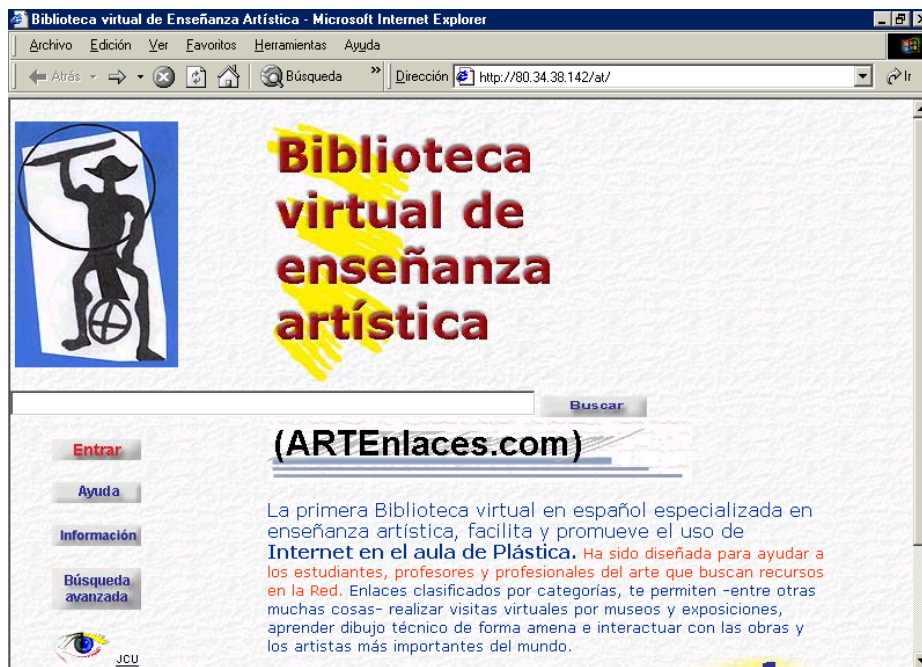 Biblioteca virtual de Enseñanza Artística - Microsoft Internet Explorer
Archivo Edición Ver Favoritos Herramientas Ayuda
Atrás Búsqueda » Dirección http://80.34.38.142/at/ Ir
Biblioteca
virtual de
enseñanza
artística
Buscar
Entrar
Ayuda
Información
Búsqueda
avanzada
JCU
(ARTEnlaces.com)
La primera Biblioteca virtual en español especializada en
enseñanza artística, facilita y promueve el uso de
Internet en el aula de Plástica. Ha sido diseñada para ayudar a
los estudiantes, profesores y profesionales del arte que buscan recursos
en la Red. Enlaces clasificados por categorías, te permiten -entre otras
muchas cosas- realizar visitas virtuales por museos y exposiciones,
aprender dibujo técnico de forma amena e interactuar con las obras y
los artistas más importantes del mundo.